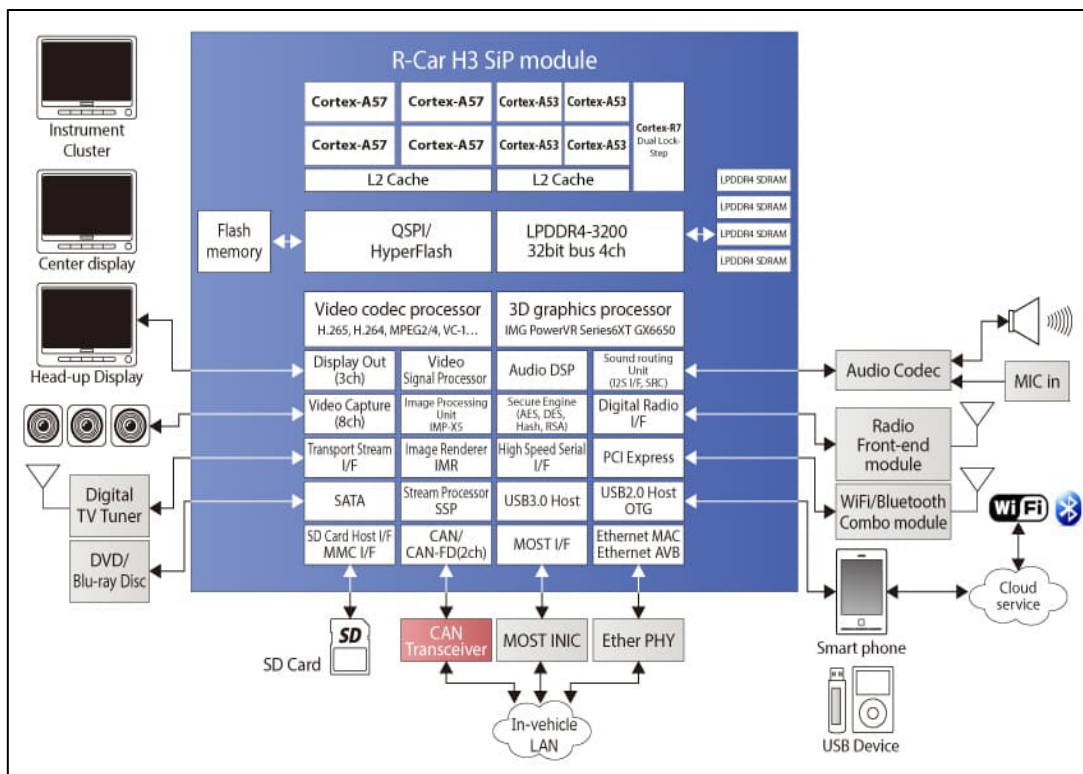 R-Car H3 SiP module
Instrument
Cluster
Center display
Head-up Display
Cortex-A57
Cortex-A57
Cortex-A53
Cortex-A53
Cortex-A57
Cortex-A57
Cortex-A53
Cortex-A53
Cortex-R7
Dual Lock-
Step
L2 Cache
L2 Cache
LPDDR4 SDRAM
LPDDR4 SDRAM
LPDDR4 SDRAM
LPDDR4 SDRAM
Flash
memory
QSPI/
HyperFlash
LPDDR4-3200
32bit bus 4ch
Video codec processor
H.265, H.264, MPEG2/4, VC-1...
3D graphics processor
IMG PowerVR Series6XT GX6650
Display Out
(3ch)
Video
Signal Processor
Audio DSP
Sound routing
Unit
(I2S I/F, SRC)
Video Capture
(8ch)
Image Processing
Unit
IMP-X5
Secure Engine
(AES, DES,
Hash, RSA)
Digital Radio
I/F
Transport Stream
I/F
Image Renderer
IMR
High Speed Serial
I/F
PCI Express
SATA
Stream Processor
SSP
USB3.0 Host
USB2.0 Host
OTG
SD Card Host I/F
MMC I/F
CAN/
CAN-FD(2ch)
MOST I/F
Ethernet MAC
Ethernet AVB
Digital
TV Tuner
DVD/
Blu-ray Disc
Audio Codec
MIC in
Radio
Front-end
module
WiFi/Bluetooth
Combo module
Wi Fi
Cloud
service
Smart phone
USB Device
SD
SD Card
CAN
Transceiver
MOST INIC
Ether PHY
In-vehicle
LAN